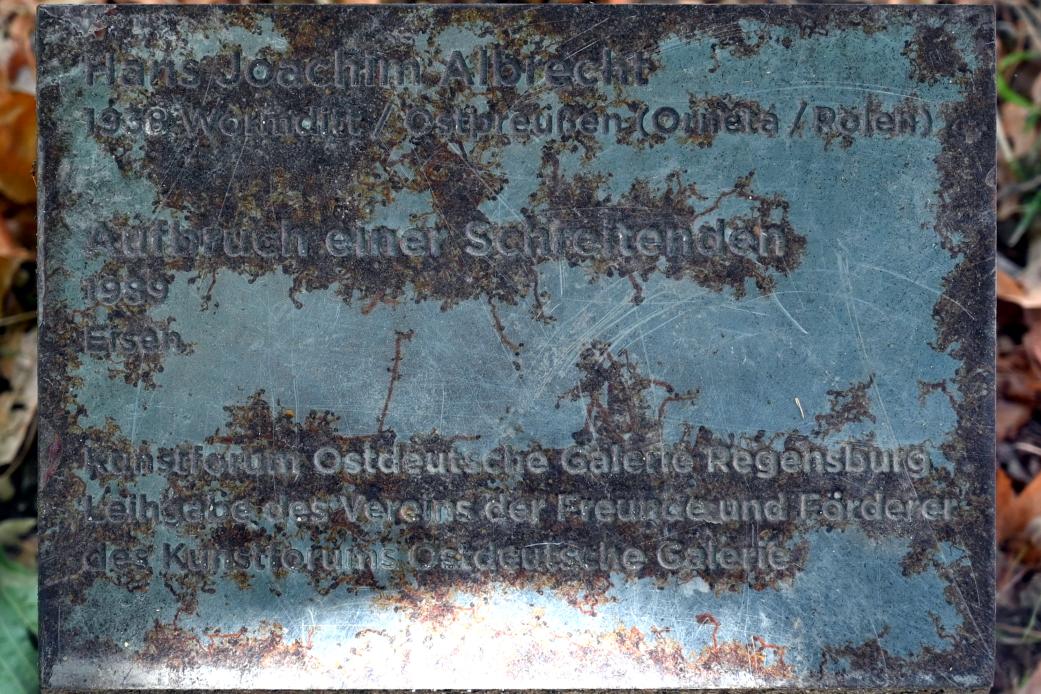 Hans Joachim Albrecht
1938 Wormditt / Ostpreußen (Orneta / Polen)
Aufbruch einer Schreitenden
1989
Eisen
Kunstforum Ostdeutsche Galerie Regensburg
Leihgabe des Vereins der Freunde und Förderer
des Kunstforums Ostdeutsche Galerie